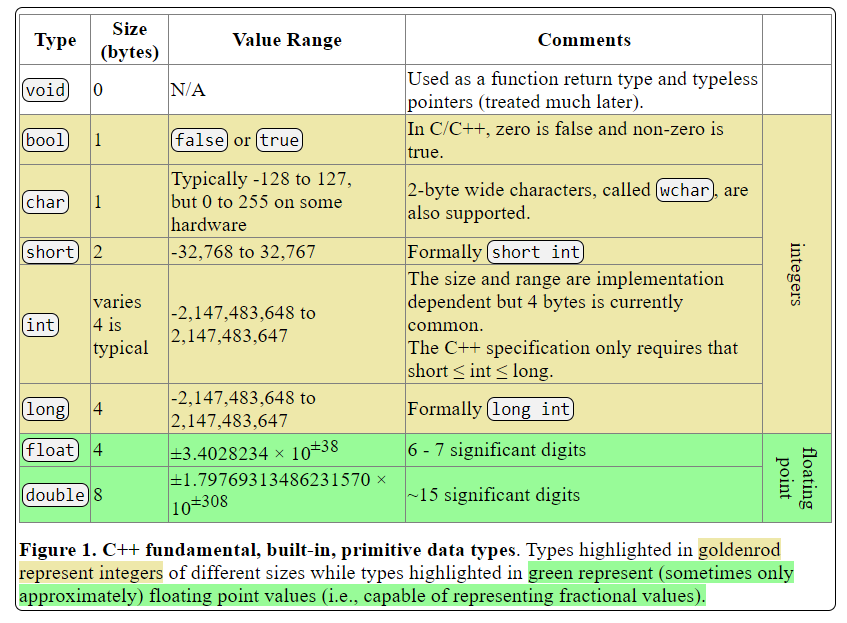 Type
Size
(bytes)
Value Range
Comments
void
0
N/A
Used as a function return type and typeless
pointers (treated much later).
bool
1
false or true
In C/C++, zero is false and non-zero is
true.
char
1
Typically -128 to 127,
but 0 to 255 on some
hardware
2-byte wide characters, called wchar, are
also supported.
short
2
-32,768 to 32,767
Formally short int
int
varies
4 is
typical
-2,147,483,648 to
2,147,483,647
The size and range are implementation
dependent but 4 bytes is currently
common.
The C++ specification only requires that
short ≤ int ≤ long.
long
4
-2,147,483,648 to
2,147,483,647
Formally long int
integers
float
4
±3.4028234 × 10±38
6 - 7 significant digits
double
8
±1.79769313486231570 ×
10±308
~15 significant digits
floating
point
Figure 1. C++ fundamental, built-in, primitive data types. Types highlighted in goldenrod
represent integers of different sizes while types highlighted in green represent (sometimes only
approximately) floating point values (i.e., capable of representing fractional values).